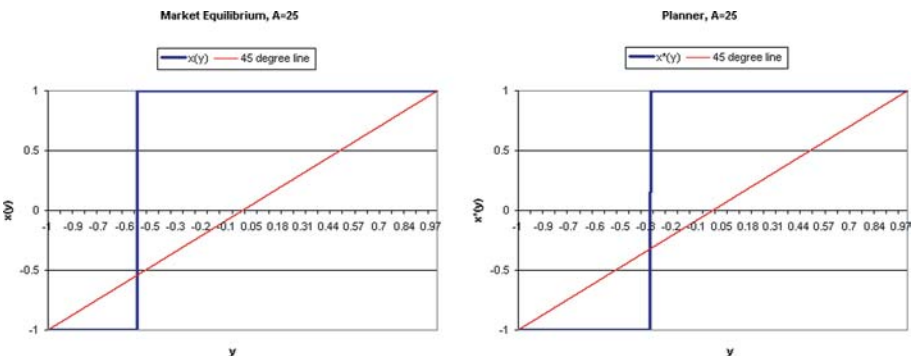 Market Equilibrium, A=25
x(y) 45 degree line
1
0.5
0
-0.5
-1
-1 -0.9 -0.7 -0.6 -0.5 -0.4 -0.2 -0.1 0.05 0.18 0.31 0.44 0.57 0.7 0.84 0.97
x(y)
y
Planner, A=25
x*(y) 45 degree line
1
0.5
0
-0.5
-1
-1 -0.9 -0.7 -0.6 -0.5 -0.3 -0.2 -0.1 0.05 0.18 0.31 0.44 0.57 0.7 0.84 0.97
x*(y)
y